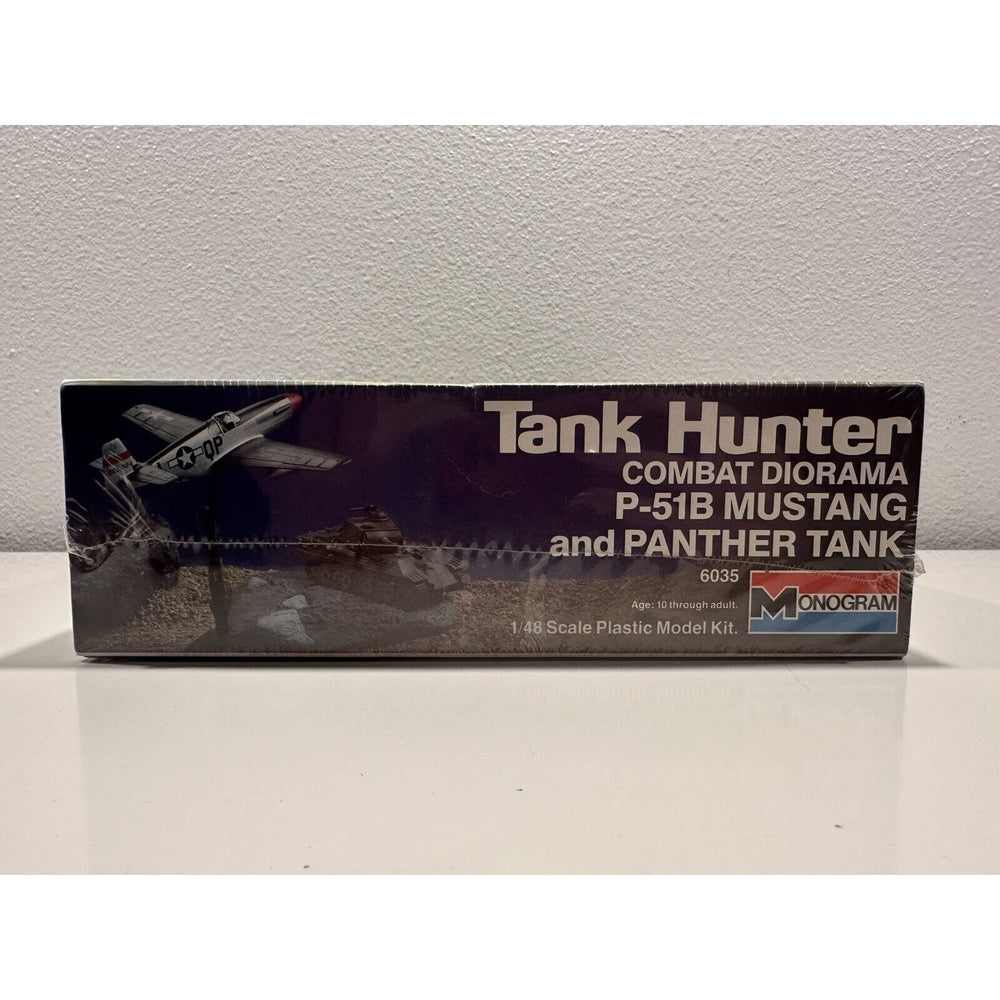 Tank Hunter
COMBAT DIORAMA
P-51B MUSTANG
and PANTHER TANK
6035
Age: 10 through adult.
1/48 Scale Plastic Model Kit.
MONOGRAM
QP